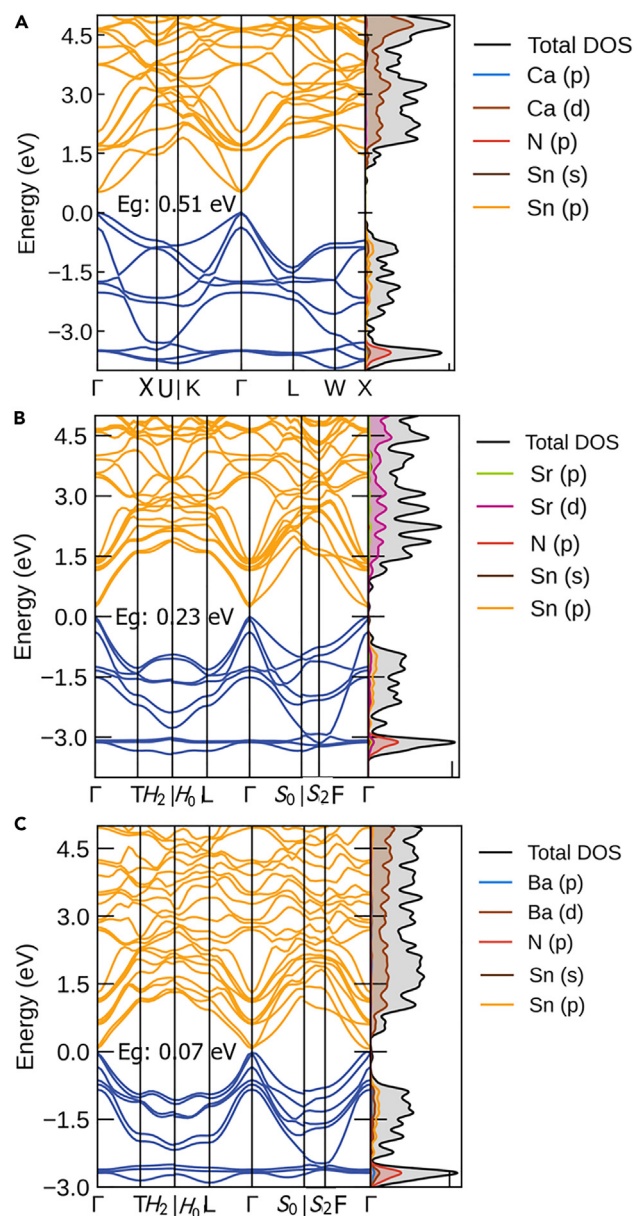 A
Energy (eV)
4.5
3.0
1.5
0.0
−1.5
−3.0
Eg: 0.51 eV
Γ X U|K Γ L W X
Total DOS
Ca (p)
Ca (d)
N (p)
Sn (s)
Sn (p)
B
Energy (eV)
4.5
3.0
1.5
0.0
−1.5
−3.0
Eg: 0.23 eV
Γ T H2|H0 L Γ S0|S2 F Γ
Total DOS
Sr (p)
Sr (d)
N (p)
Sn (s)
Sn (p)
C
Energy (eV)
4.5
3.0
1.5
0.0
−1.5
−3.0
Eg: 0.07 eV
Γ T H2|H0 L Γ S0|S2 F Γ
Total DOS
Ba (p)
Ba (d)
N (p)
Sn (s)
Sn (p)